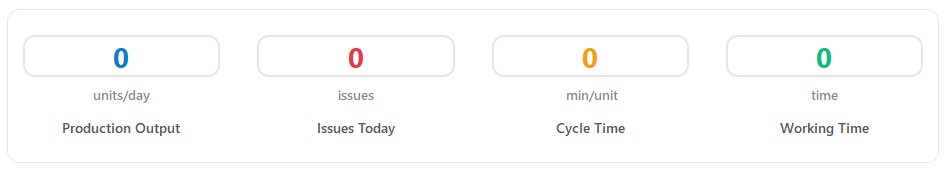 0 0 0 0
units/day issues min/unit time
Production Output Issues Today Cycle Time Working Time